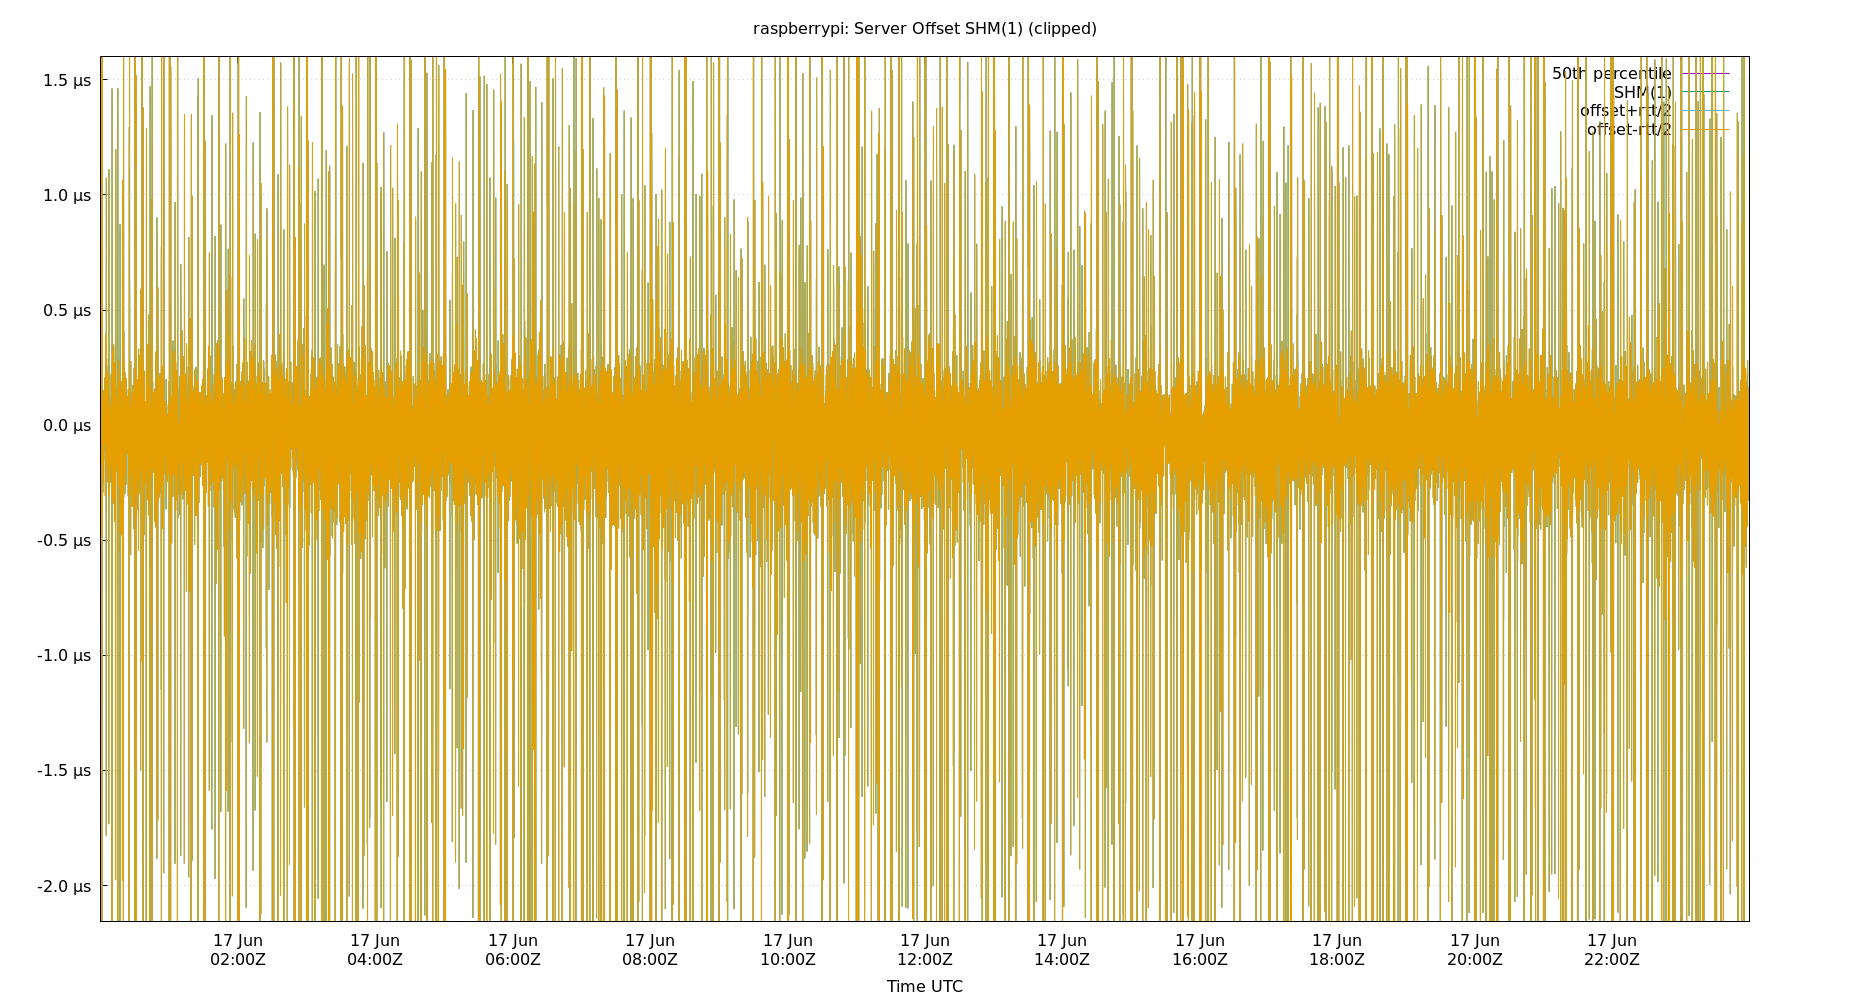 raspberrypi: Server Offset SHM(1) (clipped)
1.5 µs
1.0 µs
0.5 µs
0.0 µs
-0.5 µs
-1.0 µs
-1.5 µs
-2.0 µs
50th percentile
SHM(1)
offset+rtt/2
offset-rtt/2
17 Jun 17 Jun 17 Jun 17 Jun 17 Jun 17 Jun 17 Jun 17 Jun 17 Jun 17 Jun 17 Jun
02:00Z 04:00Z 06:00Z 08:00Z 10:00Z 12:00Z 14:00Z 16:00Z 18:00Z 20:00Z 22:00Z
Time UTC